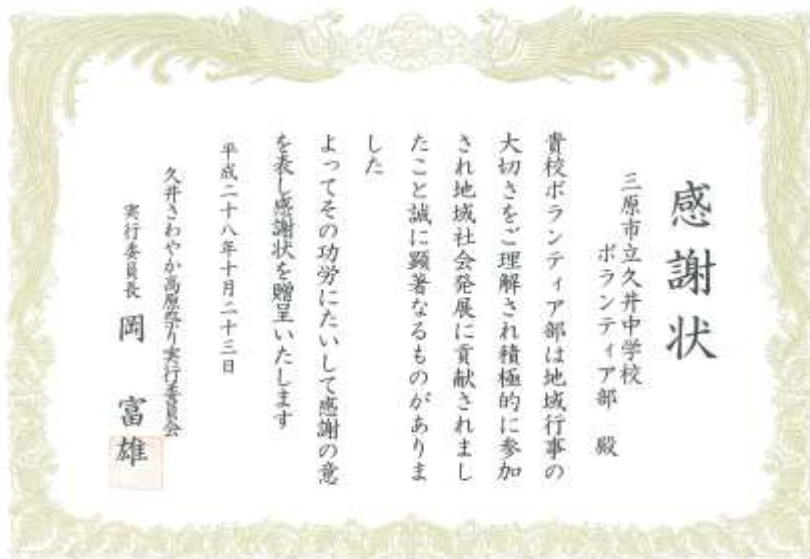 感謝状
三原市立久井中学校
ボランティア部 殿
貴校ボランティア部は地域行事の
大切さをご理解され積極的に参加
され地域社会発展に貢献されまし
たこと誠に顕著なるものがありま
した
よってその功労にたいして感謝の意
を表し感謝状を贈呈いたします
平成二十八年十月二十三日
久井さわやか高原祭り実行委員会
実行委員長 岡 富雄